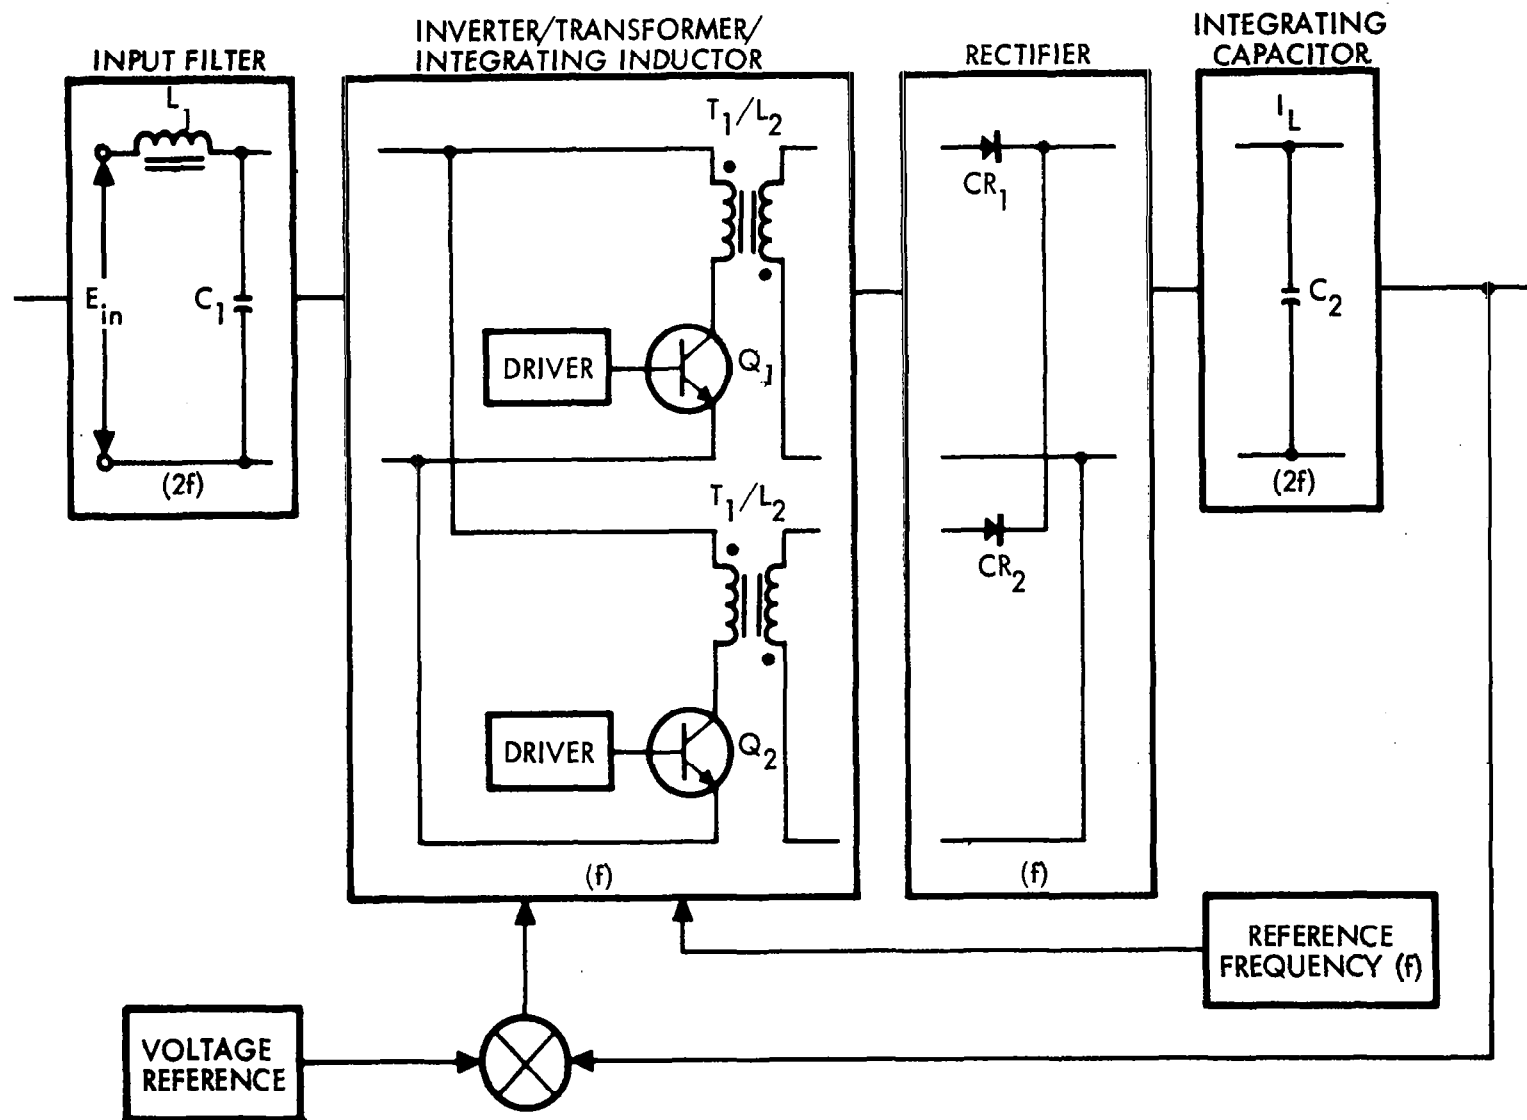 INPUT FILTER
L1
Ein
C1
(2f)
INVERTER/TRANSFORMER/
INTEGRATING INDUCTOR
T1/L2
DRIVER
Q1
T1/L2
DRIVER
Q2
(f)
RECTIFIER
CR1
CR2
(f)
INTEGRATING
CAPACITOR
IL
C2
(2f)
REFERENCE
FREQUENCY (f)
VOLTAGE
REFERENCE